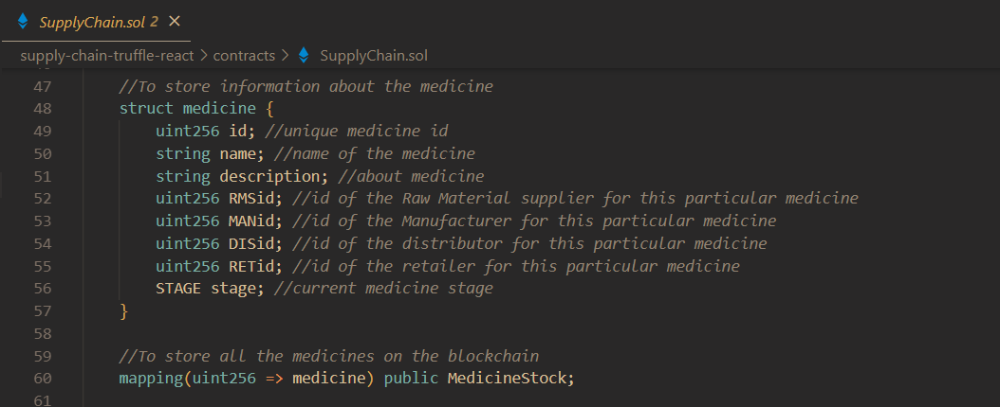 SupplyChain.sol 2 ×
supply-chain-truffle-react > contracts > SupplyChain.sol
47 //To store information about the medicine
48 struct medicine {
49 uint256 id; //unique medicine id
50 string name; //name of the medicine
51 string description; //about medicine
52 uint256 RMSid; //id of the Raw Material supplier for this particular medicine
53 uint256 MANid; //id of the Manufacturer for this particular medicine
54 uint256 DISid; //id of the distributor for this particular medicine
55 uint256 RETid; //id of the retailer for this particular medicine
56 STAGE stage; //current medicine stage
57 }
58
59 //To store all the medicines on the blockchain
60 mapping(uint256 => medicine) public MedicineStock;
61